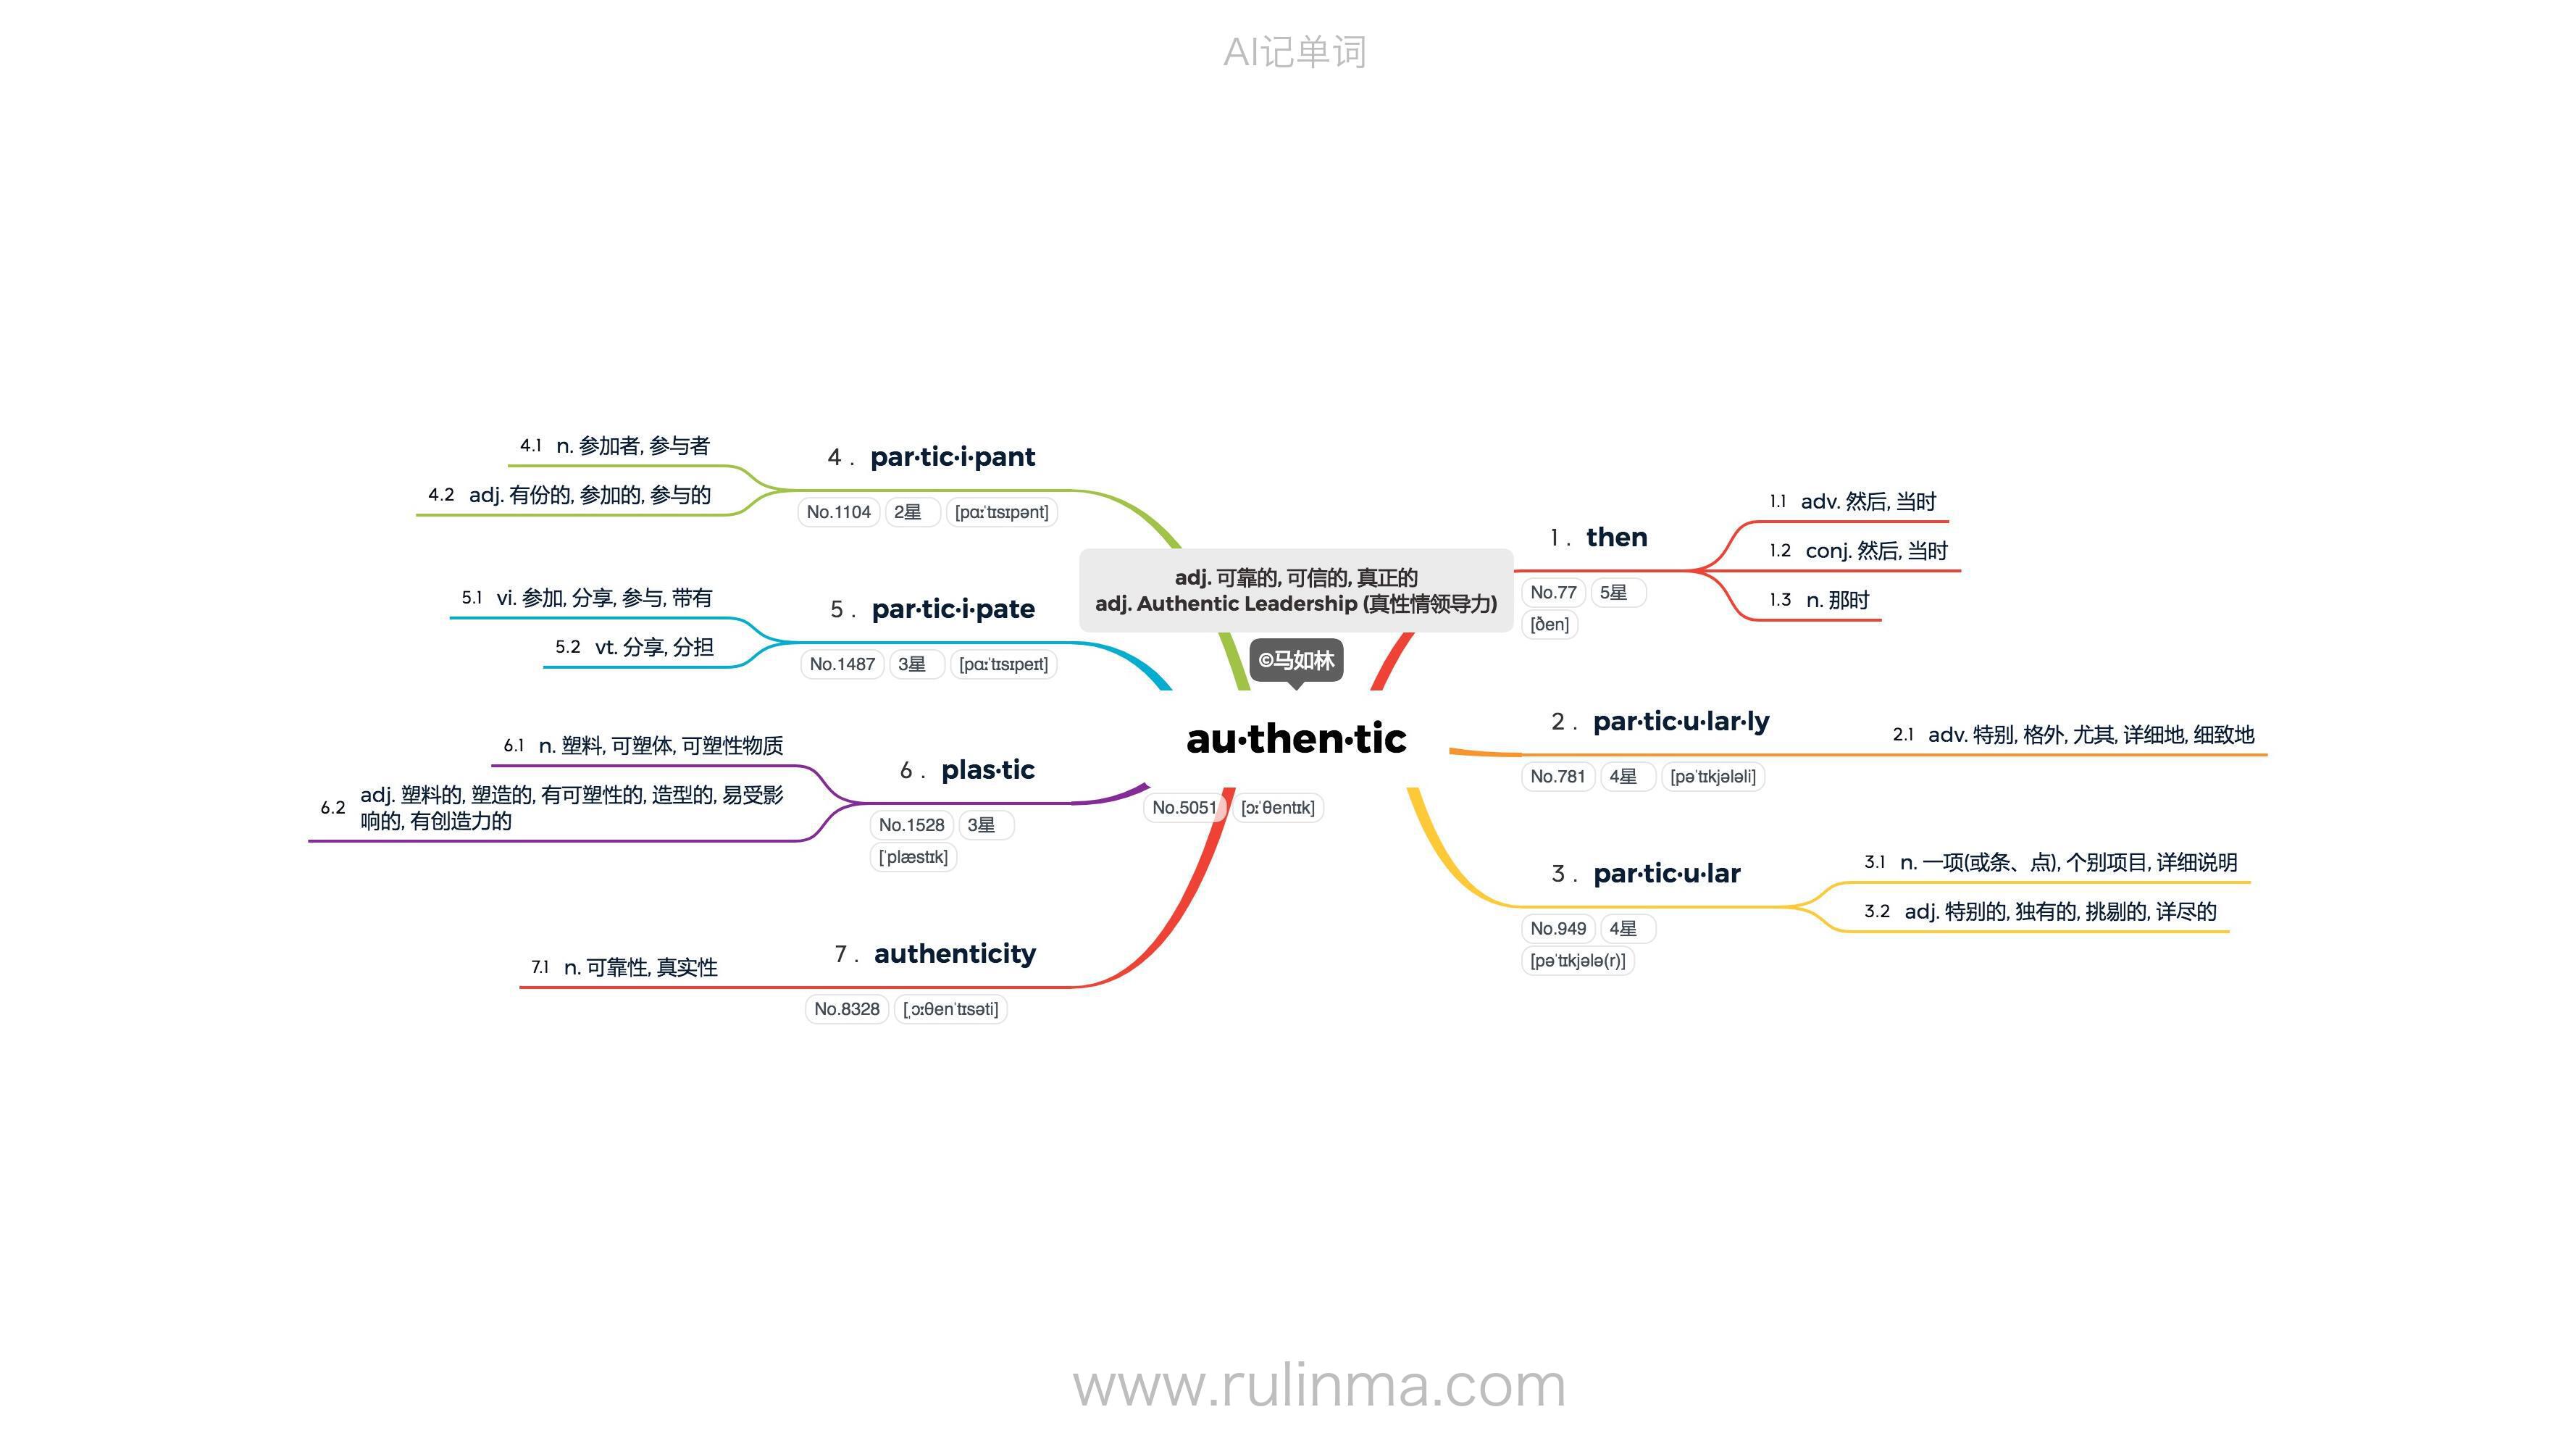 AI记单词
adj. 可靠的, 可信的, 真正的
adj. Authentic Leadership (真性情领导力)
©马如林
au·then·tic
No.5051 [ɔːˈθentɪk]
1 . then
No.77 5星
[ðen]
1.1 adv. 然后, 当时
1.2 conj. 然后, 当时
1.3 n. 那时
2 . par·tic·u·lar·ly
No.781 4星 [pəˈtɪkjələli]
2.1 adv. 特别, 格外, 尤其, 详细地, 细致地
3 . par·tic·u·lar
No.949 4星
[pəˈtɪkjələ(r)]
3.1 n. 一项(或条、点), 个别项目, 详细说明
3.2 adj. 特别的, 独有的, 挑剔的, 详尽的
4 . par·tic·i·pant
No.1104 2星 [pɑːˈtɪsɪpənt]
4.1 n. 参加者, 参与者
4.2 adj. 有份的, 参加的, 参与的
5 . par·tic·i·pate
No.1487 3星 [pɑːˈtɪsɪpeɪt]
5.1 vi. 参加, 分享, 参与, 带有
5.2 vt. 分享, 分担
6 . plas·tic
No.1528 3星
[ˈplæstɪk]
6.1 n. 塑料, 可塑体, 可塑性物质
6.2 adj. 塑料的, 塑造的, 有可塑性的, 造型的, 易受影
响的, 有创造力的
7 . authenticity
No.8328 [ˌɔːθenˈtɪsəti]
7.1 n. 可靠性, 真实性
www.rulinma.com